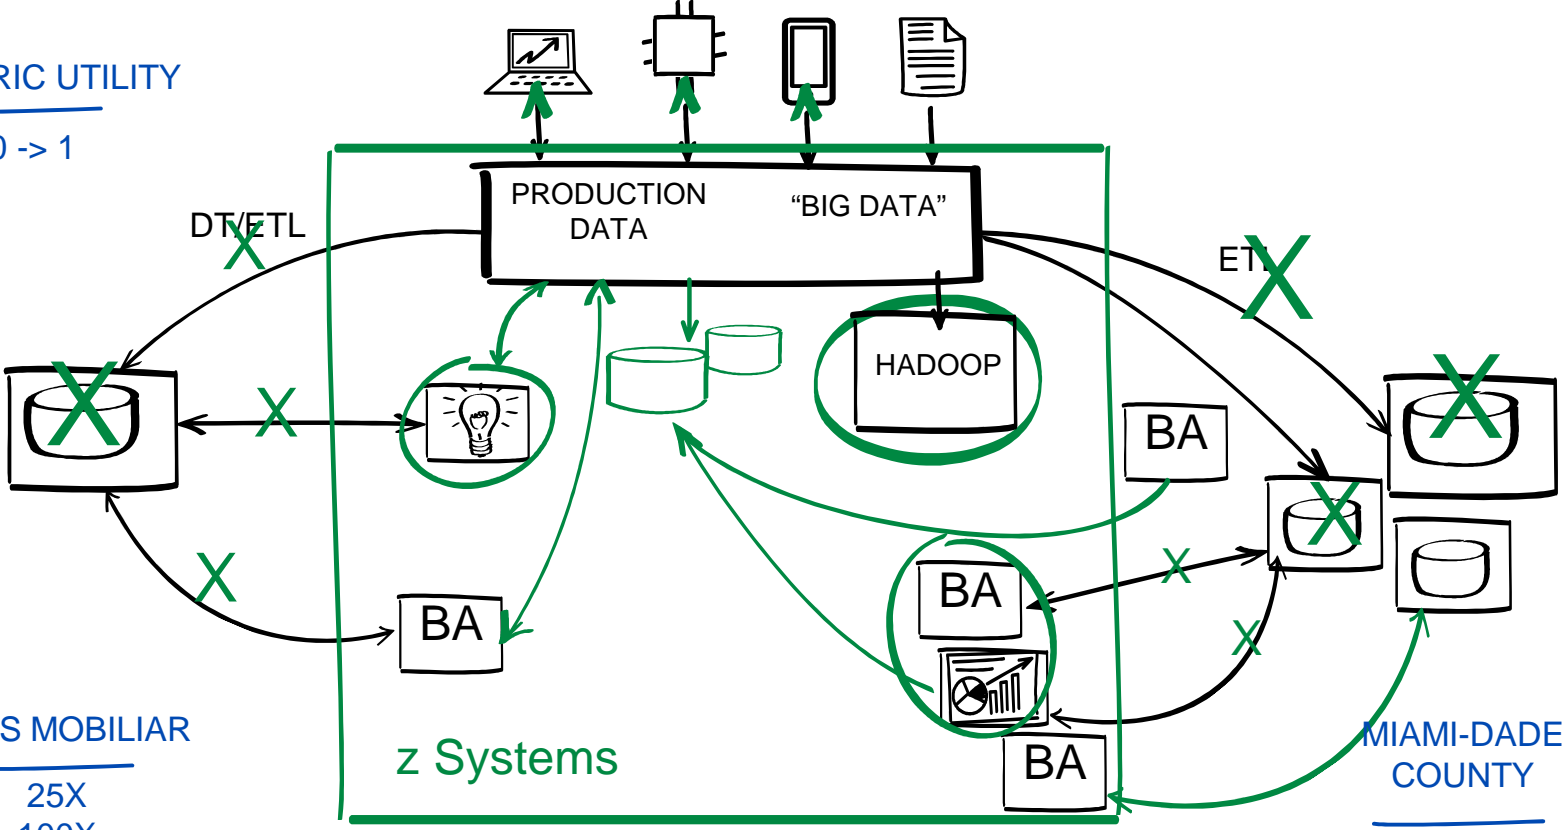 RIC UTILITY
0 -> 1
PRODUCTION
DATA
“BIG DATA”
DT/ETL
X
ETL
X
HADOOP
X
X
X
X
BA
X
BA
X
BA
X
X
BA
z Systems
S MOBILIAR
25X
100X
MIAMI-DADE
COUNTY